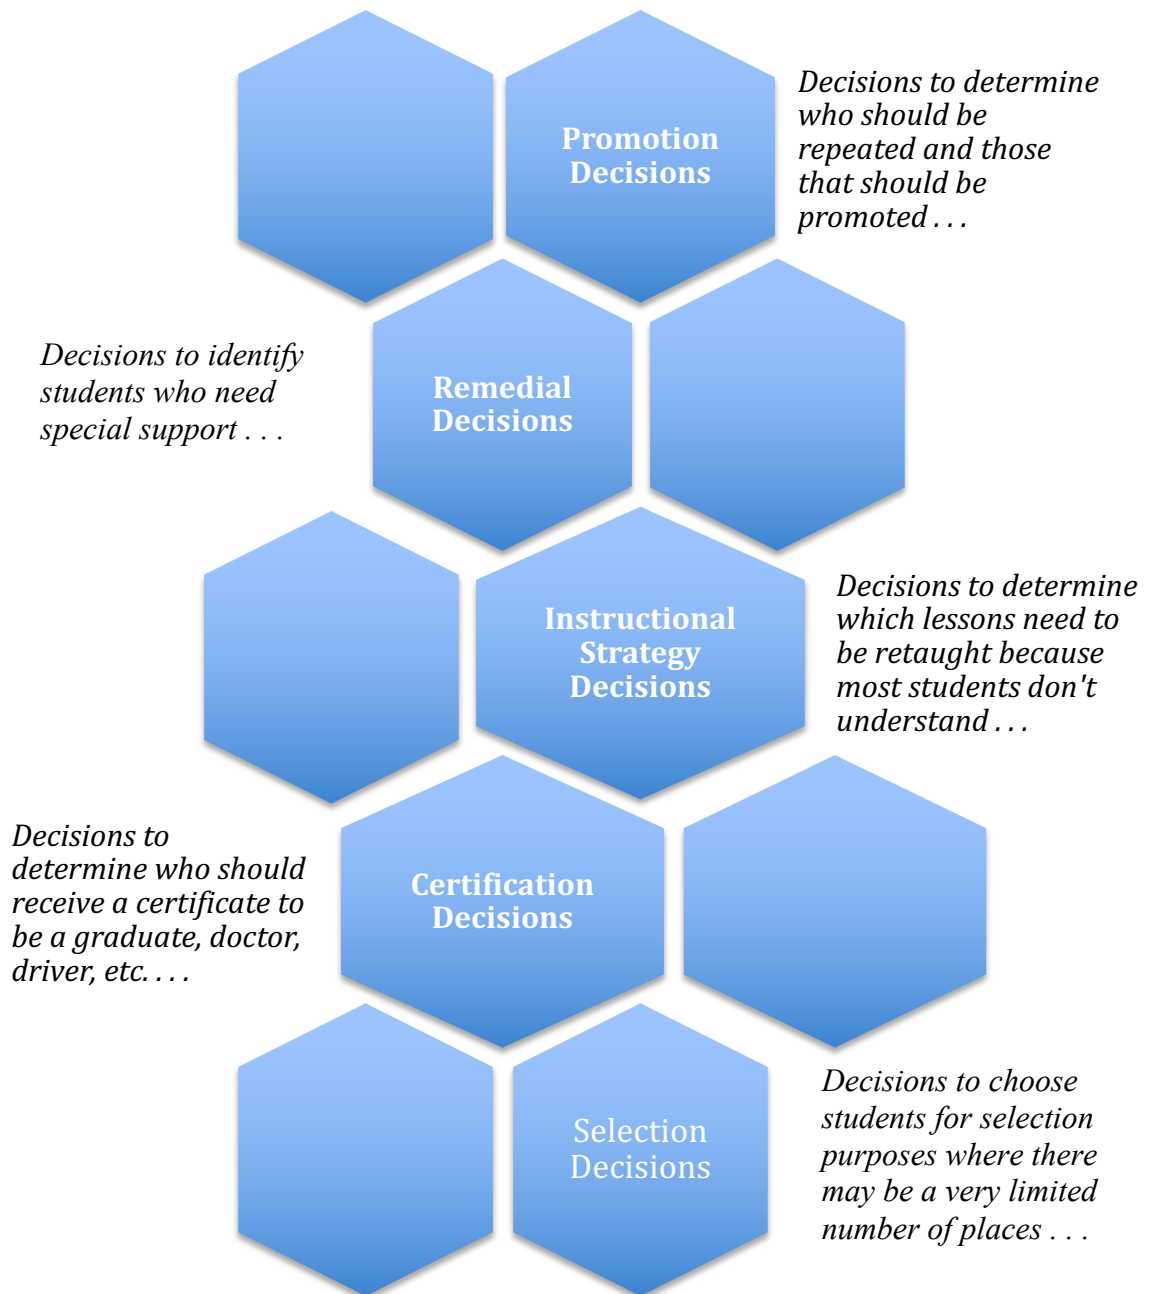 Promotion
Decisions
Decisions to determine
who should be
repeated and those
that should be
promoted . . .
Decisions to identify
students who need
special support . . .
Remedial
Decisions
Instructional
Strategy
Decisions
Decisions to determine
which lessons need to
be retaught because
most students don't
understand . . .
Decisions to
determine who should
receive a certificate to
be a graduate, doctor,
driver, etc. . . .
Certification
Decisions
Selection
Decisions
Decisions to choose
students for selection
purposes where there
may be a very limited
number of places . . .